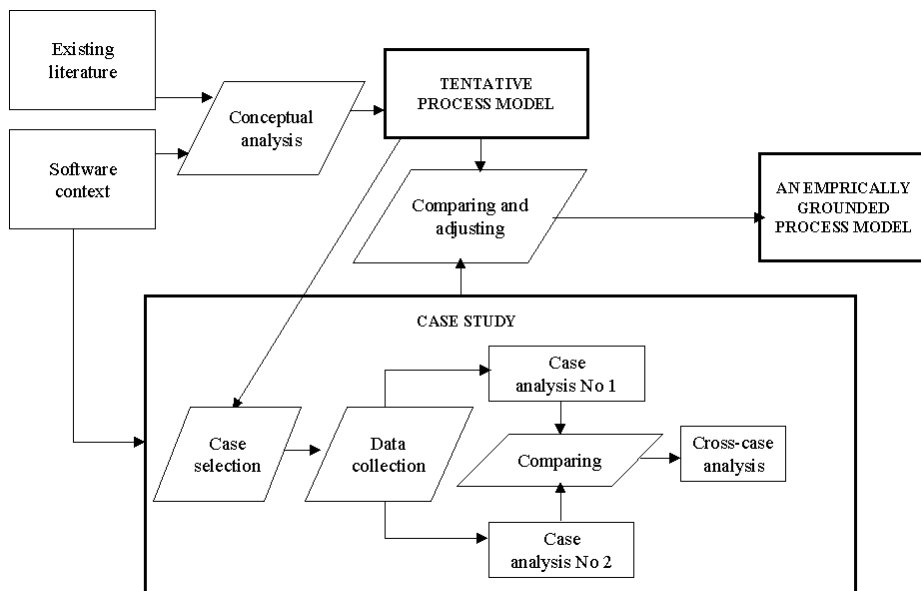 Existing
literature
Software
context
Conceptual
analysis
TENTATIVE
PROCESS MODEL
Comparing and
adjusting
AN EMPRICALLY
GROUNDED
PROCESS MODEL
CASE STUDY
Case
selection
Data
collection
Case
analysis No 1
Comparing
Cross-case
analysis
Case
analysis No 2